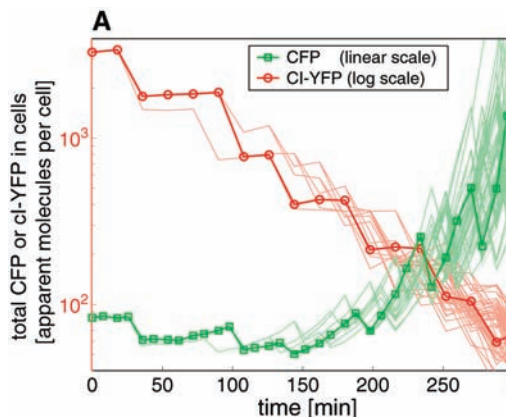 A
CFP (linear scale)
CI-YFP (log scale)
total CFP or cI-YFP in cells
[apparent molecules per cell]
10³
10²
0 50 100 150 200 250
time [min]